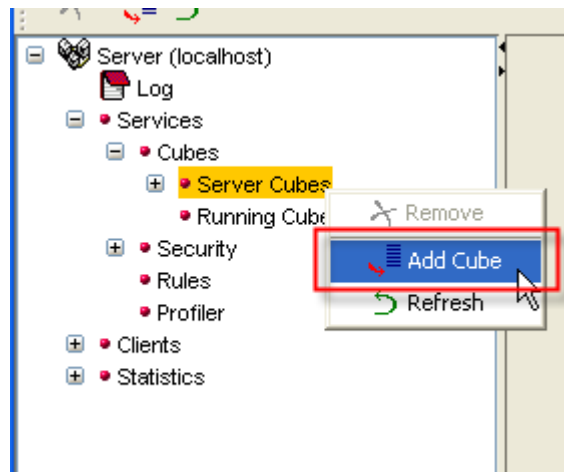 Server (localhost)
Log
Services
Cubes
Server Cubes
Running Cube
Remove
Add Cube
Refresh
Security
Rules
Profiler
Clients
Statistics